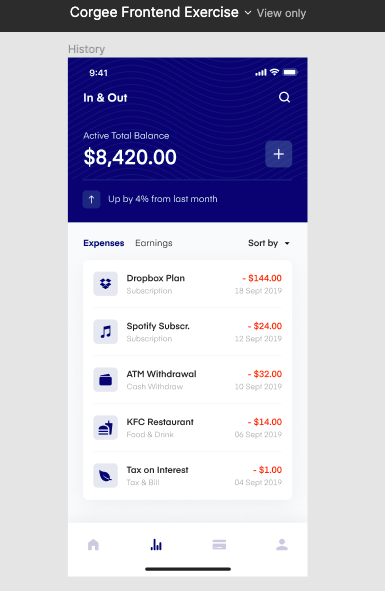 Corgee Frontend Exercise View only
History
9:41
In & Out
Active Total Balance
$8,420.00
+
Up by 4% from last month
Expenses Earnings Sort by
Dropbox Plan - $144.00
Subscription 18 Sept 2019
Spotify Subscr. - $24.00
Subscription 12 Sept 2019
ATM Withdrawal - $32.00
Cash Withdraw 10 Sept 2019
KFC Restaurant - $14.00
Food & Drink 06 Sept 2019
Tax on Interest - $1.00
Tax & Bill 04 Sept 2019